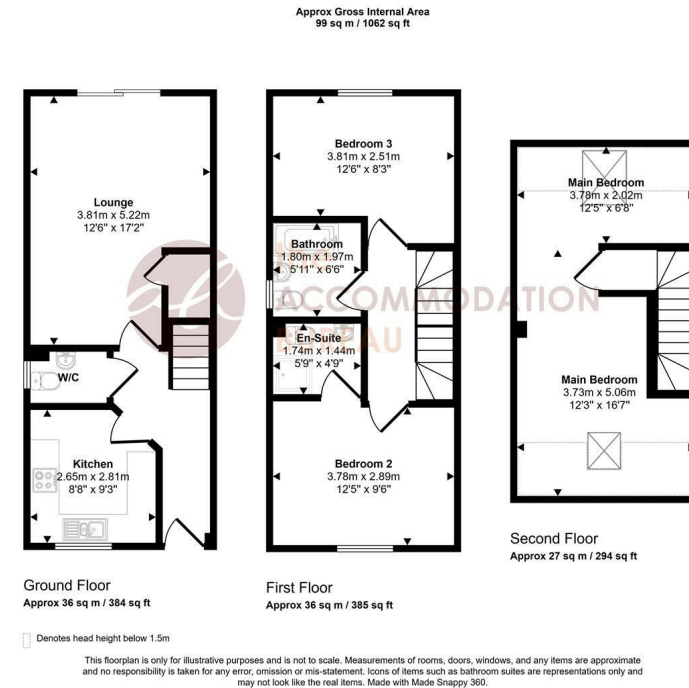 Approx Gross Internal Area
99 sq m / 1062 sq ft
Lounge
3.81m x 5.22m
12'6" x 17'2"
W/C
Kitchen
2.65m x 2.81m
8'8" x 9'3"
Ground Floor
Approx 36 sq m / 384 sq ft
Bedroom 3
3.81m x 2.51m
12'6" x 8'3"
Bathroom
1.80m x 1.97m
5'11" x 6'6"
En-Suite
1.74m x 1.44m
5'9" x 4'9"
Bedroom 2
3.78m x 2.89m
12'5" x 9'6"
First Floor
Approx 36 sq m / 385 sq ft
Main Bedroom
3.78m x 2.02m
12'5" x 6'8"
Main Bedroom
3.73m x 5.06m
12'3" x 16'7"
Second Floor
Approx 27 sq m / 294 sq ft
ACCOMMODATION
Denotes head height below 1.5m
This floorplan is only for illustrative purposes and is not to scale. Measurements of rooms, doors, windows, and any items are approximate
and no responsibility is taken for any error, omission or mis-statement. Icons of items such as bathroom suites are representations only and
may not look like the real items. Made with Made Snappy 360.